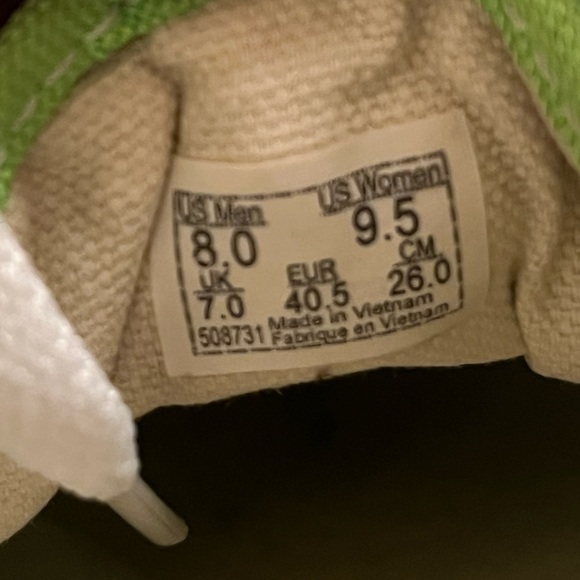 US Men US Women
8.0 9.5
UK EUR CM
7.0 40.5 26.0
508731 Made in Vietnam
Fabrique en Vietnam